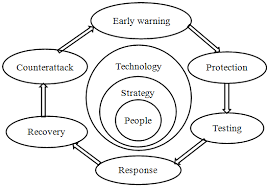 Early warning
Counterattack
Technology
Protection
Strategy
People
Recovery
Testing
Response